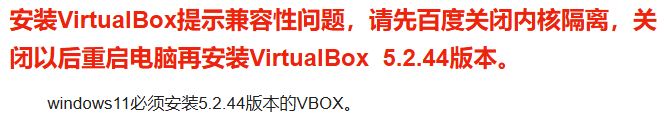 安装VirtualBox提示兼容性问题，请先百度关闭内核隔离，关
闭以后重启电脑再安装VirtualBox  5.2.44版本。
windows11必须安装5.2.44版本的VBOX。